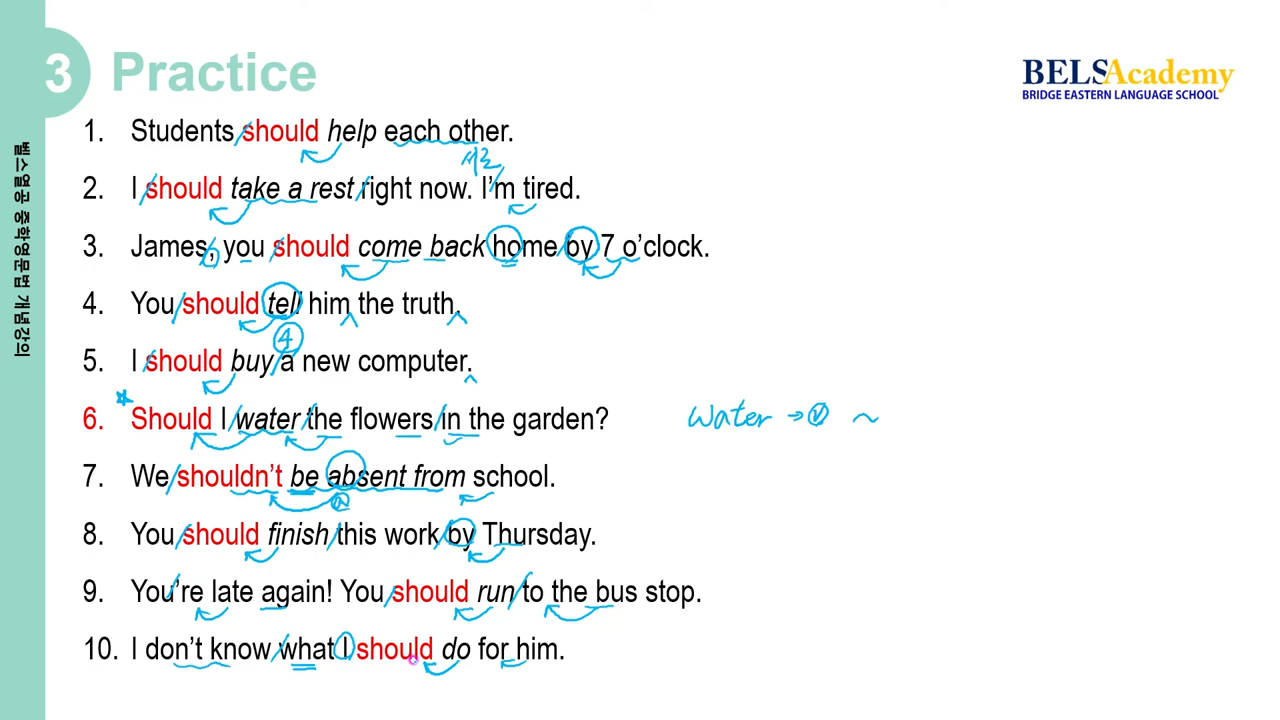 3 Practice
BELSAcademy
BRIDGE EASTERN LANGUAGE SCHOOL
벨스열공 중학영문법 개념강의
1. Students should help each other.
서로
2. I should take a rest right now. I'm tired.
3. James, you should come back home by 7 o'clock.
4. You should tell him the truth.
4
5. I should buy a new computer.
6. Should I water the flowers in the garden?
water → v ~
7. We shouldn't be absent from school.
a
8. You should finish this work by Thursday.
9. You're late again! You should run to the bus stop.
10. I don't know what I should do for him.